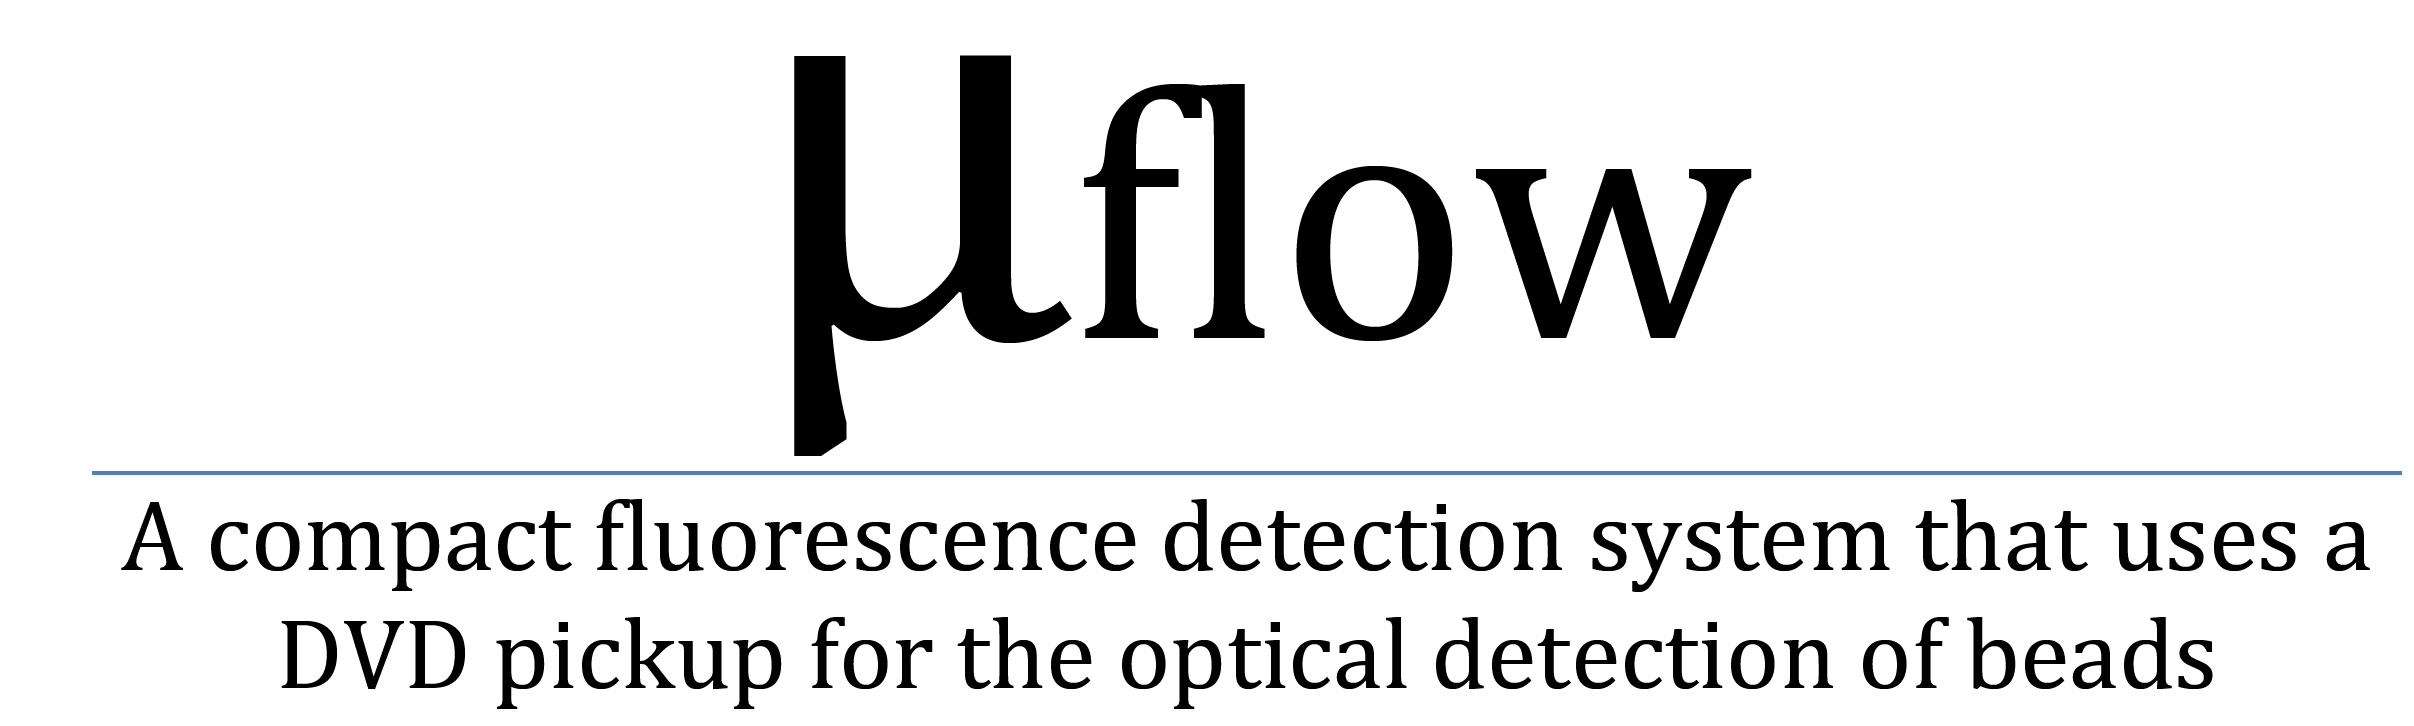 μflow
A compact fluorescence detection system that uses a
DVD pickup for the optical detection of beads